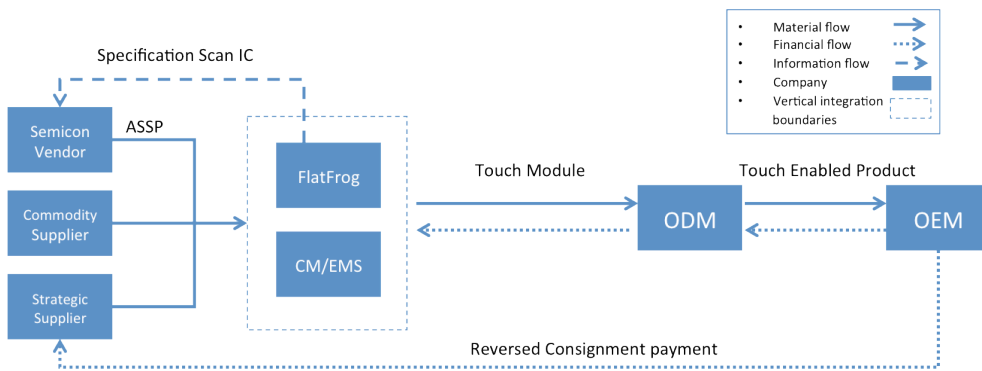 Specification Scan IC
Semicon
Vendor
ASSP
Commodity
Supplier
Strategic
Supplier
FlatFrog
CM/EMS
Touch Module
ODM
Touch Enabled Product
OEM
Reversed Consignment payment
• Material flow
• Financial flow
• Information flow
• Company
• Vertical integration
boundaries